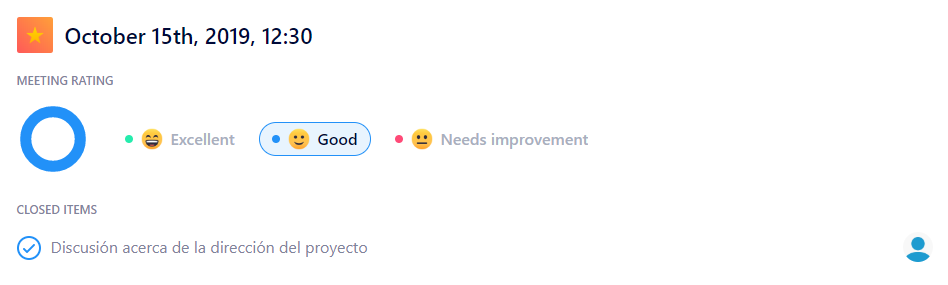 October 15th, 2019, 12:30
MEETING RATING
Excellent Good Needs improvement
CLOSED ITEMS
Discusión acerca de la dirección del proyecto